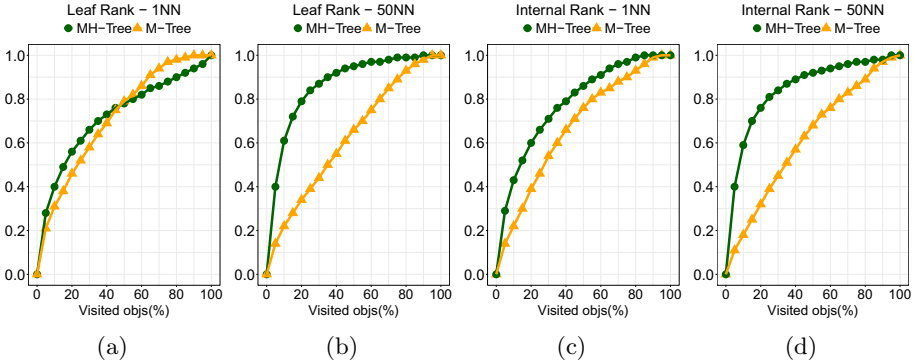 Leaf Rank − 1NN
MH−Tree M−Tree
1.0
0.8
0.6
0.4
0.2
0.0
0 20 40 60 80 100
Visited objs(%)
(a)
Leaf Rank − 50NN
MH−Tree M−Tree
1.0
0.8
0.6
0.4
0.2
0.0
0 20 40 60 80 100
Visited objs(%)
(b)
Internal Rank − 1NN
MH−Tree M−Tree
1.0
0.8
0.6
0.4
0.2
0.0
0 20 40 60 80 100
Visited objs(%)
(c)
Internal Rank − 50NN
MH−Tree M−Tree
1.0
0.8
0.6
0.4
0.2
0.0
0 20 40 60 80 100
Visited objs(%)
(d)